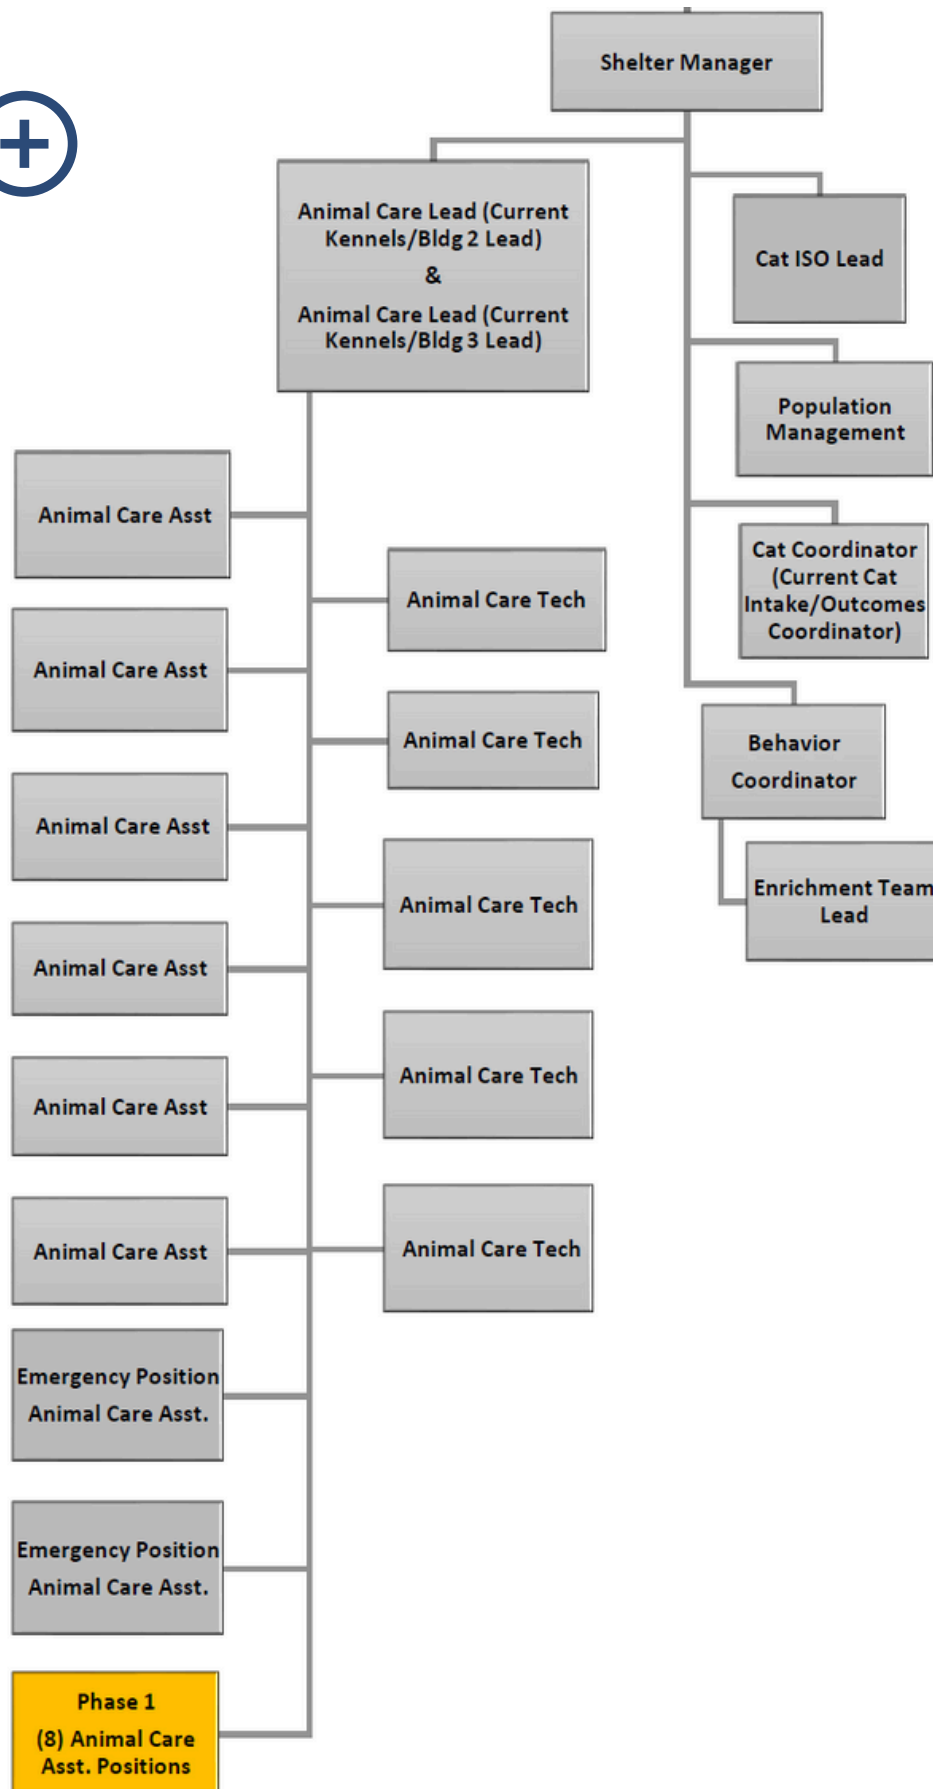 Shelter Manager
Animal Care Lead (Current
Kennels/Bldg 2 Lead)
&
Animal Care Lead (Current
Kennels/Bldg 3 Lead)
Cat ISO Lead
Population
Management
Cat Coordinator
(Current Cat
Intake/Outcomes
Coordinator)
Behavior
Coordinator
Enrichment Team
Lead
Animal Care Asst
Animal Care Asst
Animal Care Asst
Animal Care Asst
Animal Care Asst
Animal Care Asst
Emergency Position
Animal Care Asst.
Emergency Position
Animal Care Asst.
Phase 1
(8) Animal Care
Asst. Positions
Animal Care Tech
Animal Care Tech
Animal Care Tech
Animal Care Tech
Animal Care Tech